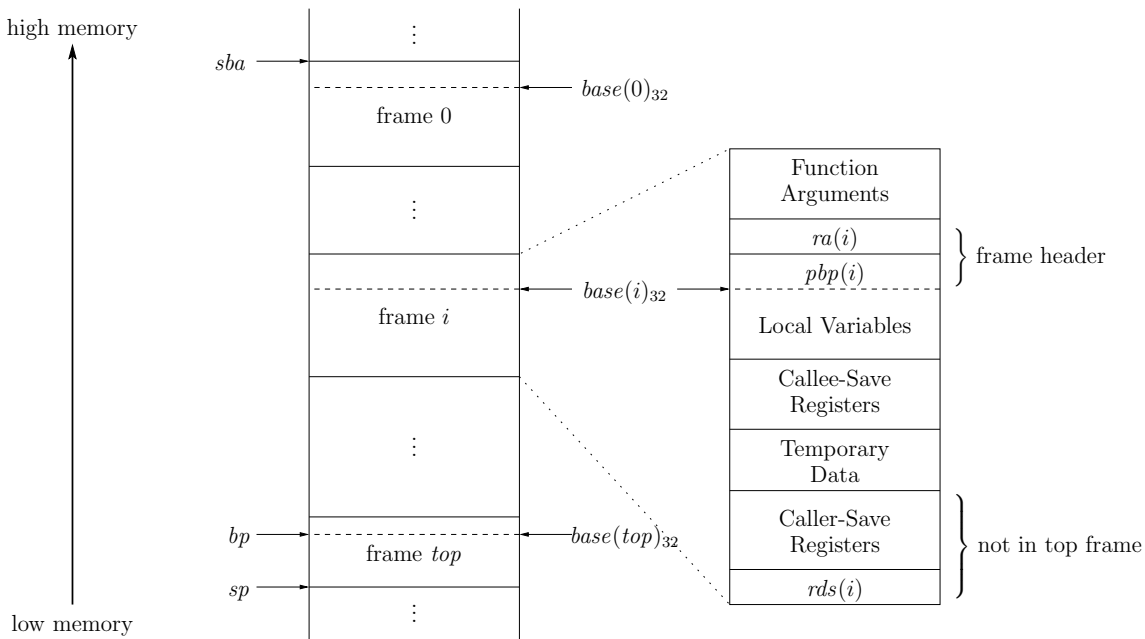 high memory
⋮
sba
base(0)₃₂
frame 0
⋮
base(i)₃₂
frame i
⋮
bp
base(top)₃₂
frame top
sp
⋮
low memory
Function
Arguments
ra(i)
frame header
pbp(i)
Local Variables
Callee-Save
Registers
Temporary
Data
Caller-Save
Registers
not in top frame
rds(i)